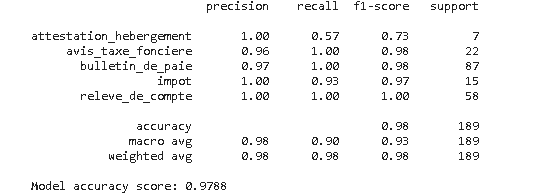 precision recall f1-score support
attestation_hebergement 1.00 0.57 0.73 7
avis_taxe_fonciere 0.96 1.00 0.98 22
bulletin_de_paie 0.97 1.00 0.98 87
impot 1.00 0.93 0.97 15
releve_de_compte 1.00 1.00 1.00 58
accuracy 0.98 189
macro avg 0.98 0.90 0.93 189
weighted avg 0.98 0.98 0.98 189
Model accuracy score: 0.9788